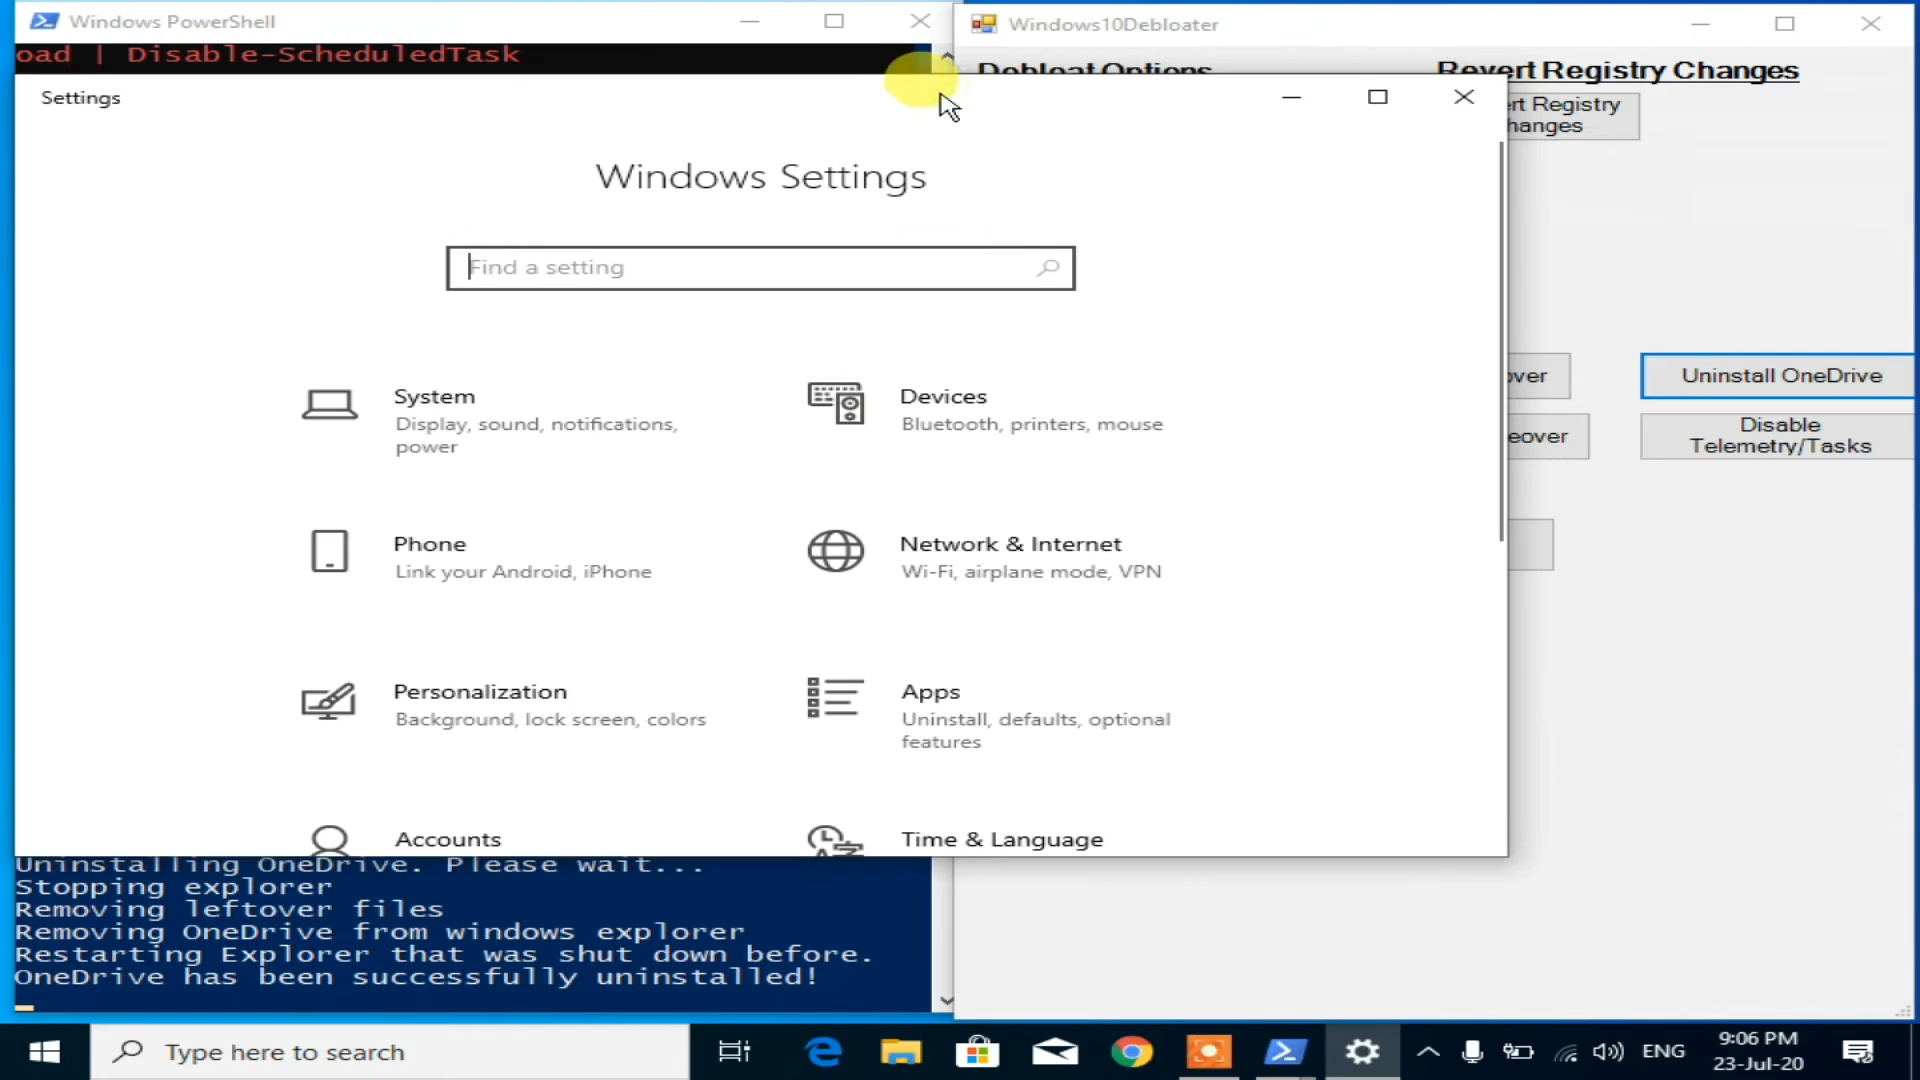 Windows PowerShell
Windows10Debloater
oad | Disable-ScheduledTask
Debloat Options
Revert Registry Changes
rt Registry
hanges
Settings
Windows Settings
Find a setting
System
Display, sound, notifications,
power
Devices
Bluetooth, printers, mouse
Phone
Link your Android, iPhone
Network & Internet
Wi-Fi, airplane mode, VPN
Personalization
Background, lock screen, colors
Apps
Uninstall, defaults, optional
features
Accounts
Time & Language
over
Uninstall OneDrive
eover
Disable
Telemetry/Tasks
Uninstalling OneDrive. Please wait...
Stopping explorer
Removing leftover files
Removing OneDrive from windows explorer
Restarting Explorer that was shut down before.
OneDrive has been successfully uninstalled!
Type here to search
ENG
9:06 PM
23-Jul-20